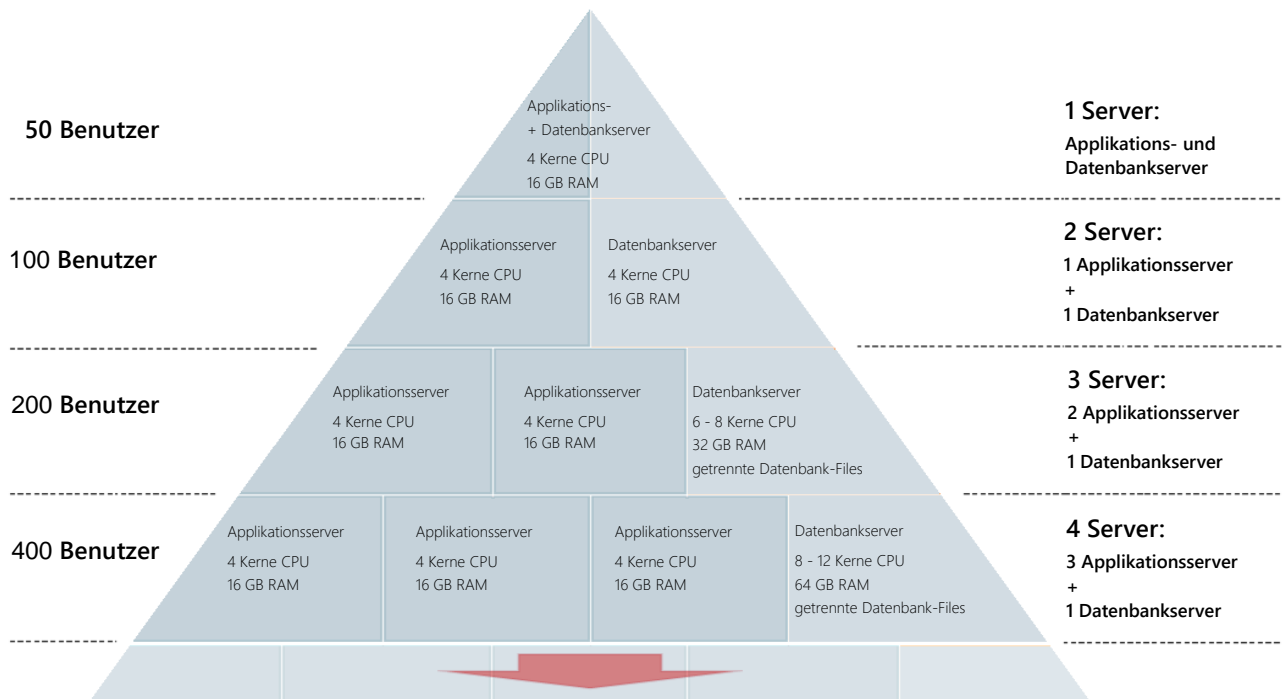 50 Benutzer
Applikations-
+ Datenbankserver
4 Kerne CPU
16 GB RAM
1 Server:
Applikations- und
Datenbankserver
100 Benutzer
Applikationsserver
4 Kerne CPU
16 GB RAM
Datenbankserver
4 Kerne CPU
16 GB RAM
2 Server:
1 Applikationsserver
+
1 Datenbankserver
200 Benutzer
Applikationsserver
4 Kerne CPU
16 GB RAM
Applikationsserver
4 Kerne CPU
16 GB RAM
Datenbankserver
6 - 8 Kerne CPU
32 GB RAM
getrennte Datenbank-Files
3 Server:
2 Applikationsserver
+
1 Datenbankserver
400 Benutzer
Applikationsserver
4 Kerne CPU
16 GB RAM
Applikationsserver
4 Kerne CPU
16 GB RAM
Applikationsserver
4 Kerne CPU
16 GB RAM
Datenbankserver
8 - 12 Kerne CPU
64 GB RAM
getrennte Datenbank-Files
4 Server:
3 Applikationsserver
+
1 Datenbankserver